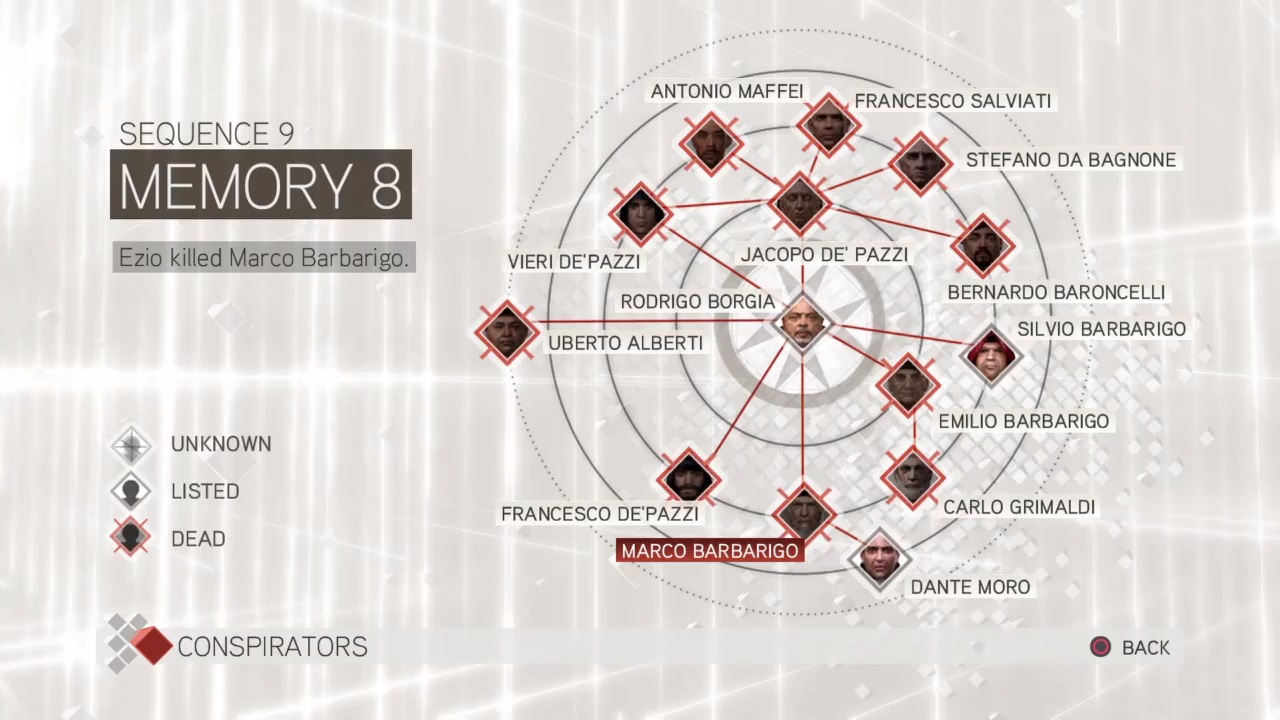 SEQUENCE 9
MEMORY 8
Ezio killed Marco Barbarigo.
ANTONIO MAFFEI
FRANCESCO SALVIATI
STEFANO DA BAGNONE
VIERI DE'PAZZI
JACOPO DE' PAZZI
BERNARDO BARONCELLI
RODRIGO BORGIA
SILVIO BARBARIGO
UBERTO ALBERTI
EMILIO BARBARIGO
FRANCESCO DE'PAZZI
CARLO GRIMALDI
MARCO BARBARIGO
DANTE MORO
UNKNOWN
LISTED
DEAD
CONSPIRATORS
BACK